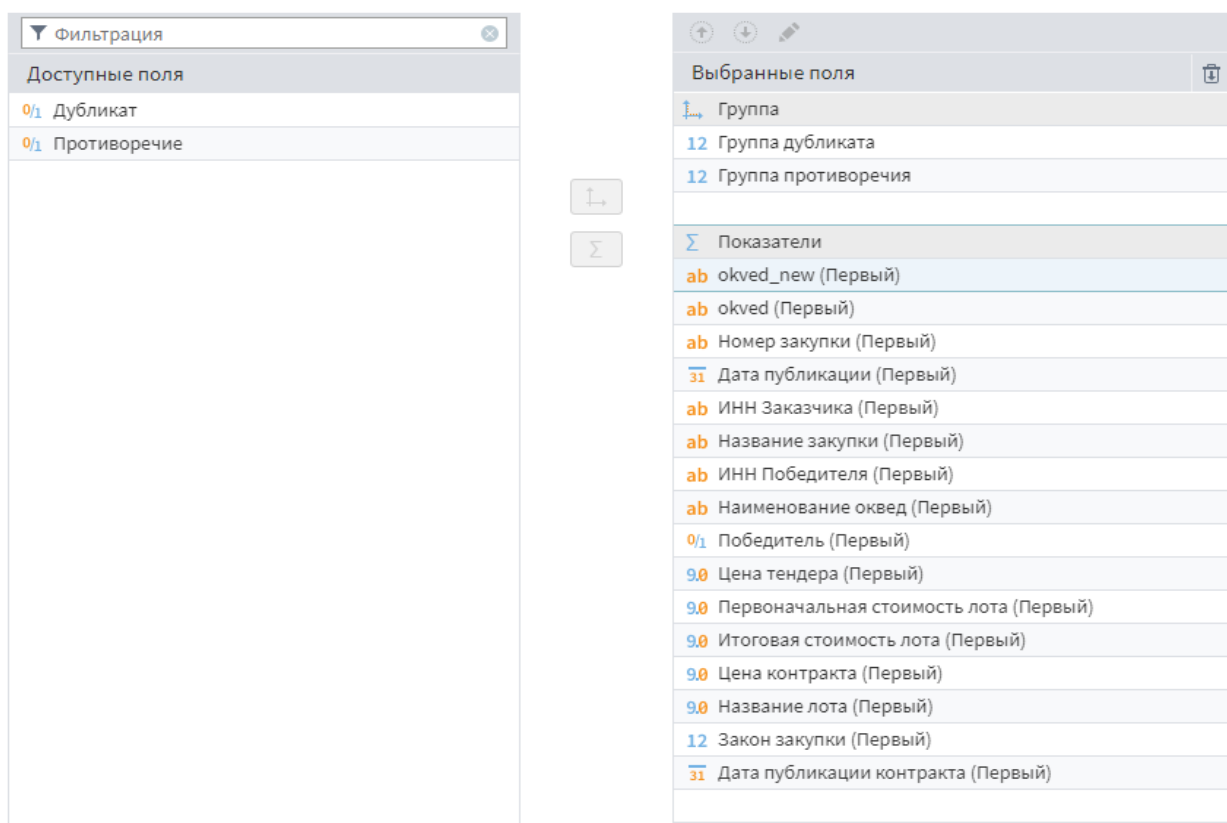 Фильтрация
Доступные поля
0/1 Дубликат
0/1 Противоречие
Выбранные поля
Группа
12 Группа дубликата
12 Группа противоречия
Σ
Σ Показатели
ab okved_new (Первый)
ab okved (Первый)
ab Номер закупки (Первый)
31 Дата публикации (Первый)
ab ИНН Заказчика (Первый)
ab Название закупки (Первый)
ab ИНН Победителя (Первый)
ab Наименование оквед (Первый)
0/1 Победитель (Первый)
9.0 Цена тендера (Первый)
9.0 Первоначальная стоимость лота (Первый)
9.0 Итоговая стоимость лота (Первый)
9.0 Цена контракта (Первый)
9.0 Название лота (Первый)
12 Закон закупки (Первый)
31 Дата публикации контракта (Первый)